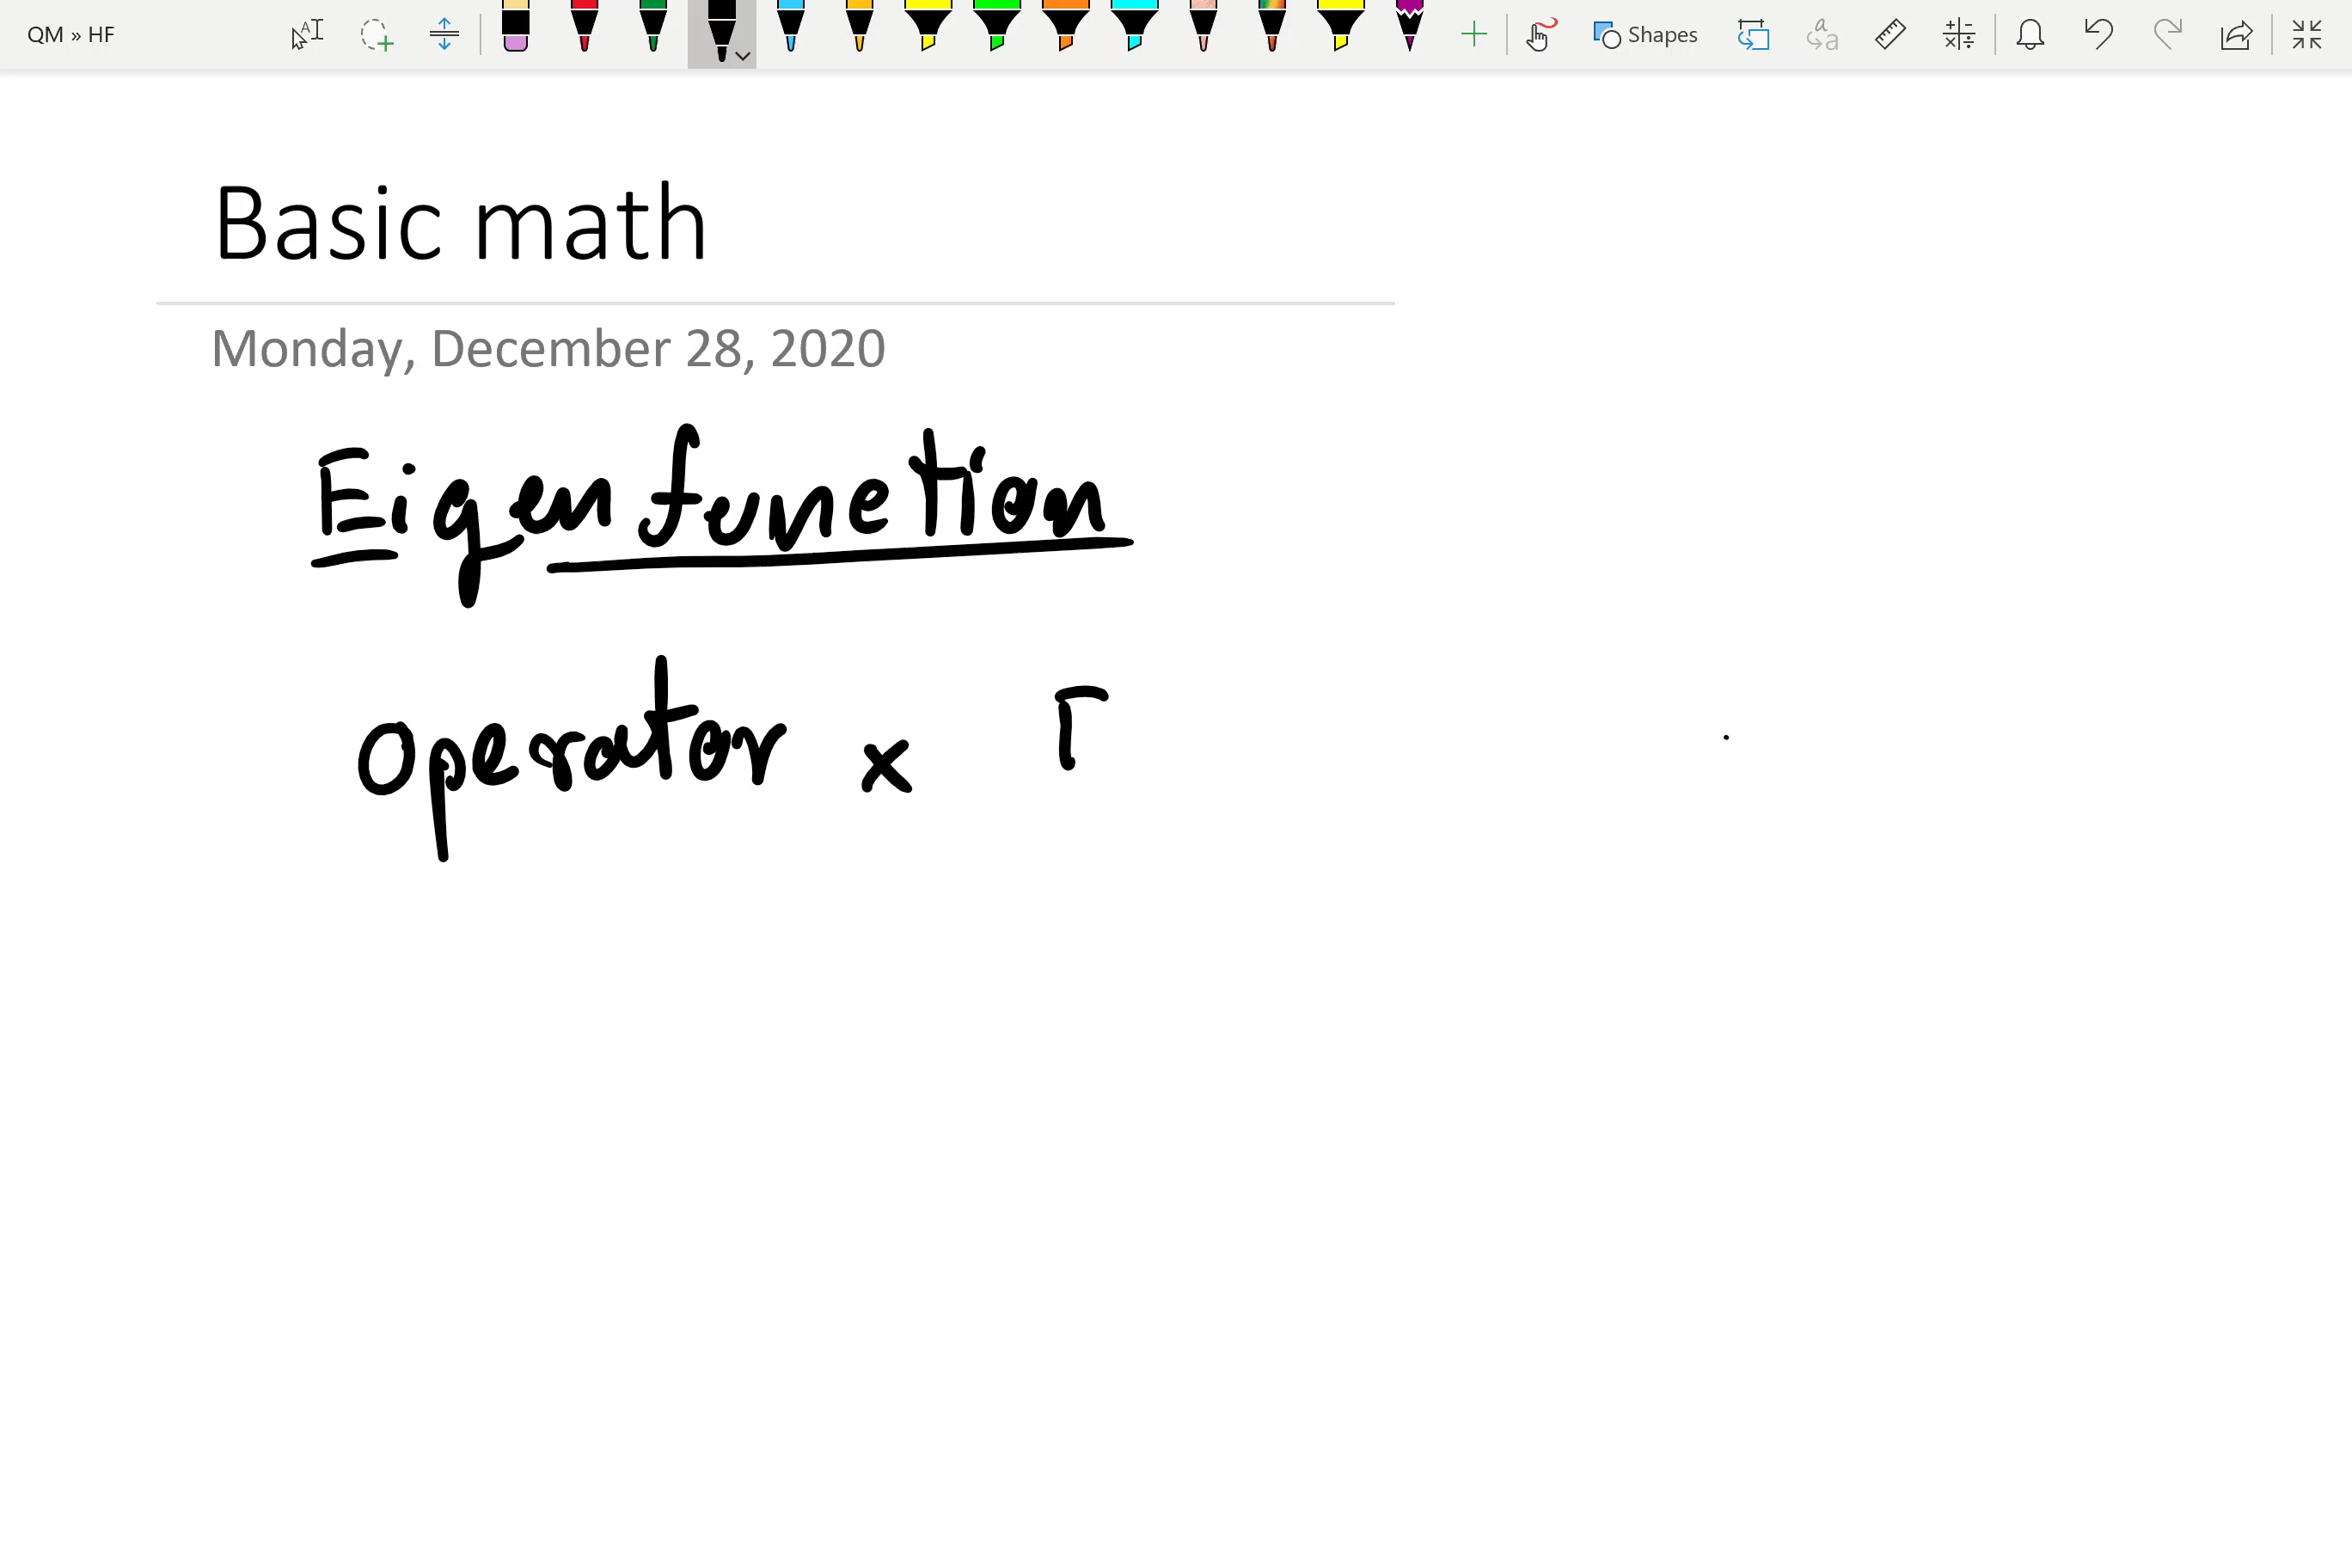 QM » HF Shapes
Basic math
Monday, December 28, 2020
Eigenfunction
operator x